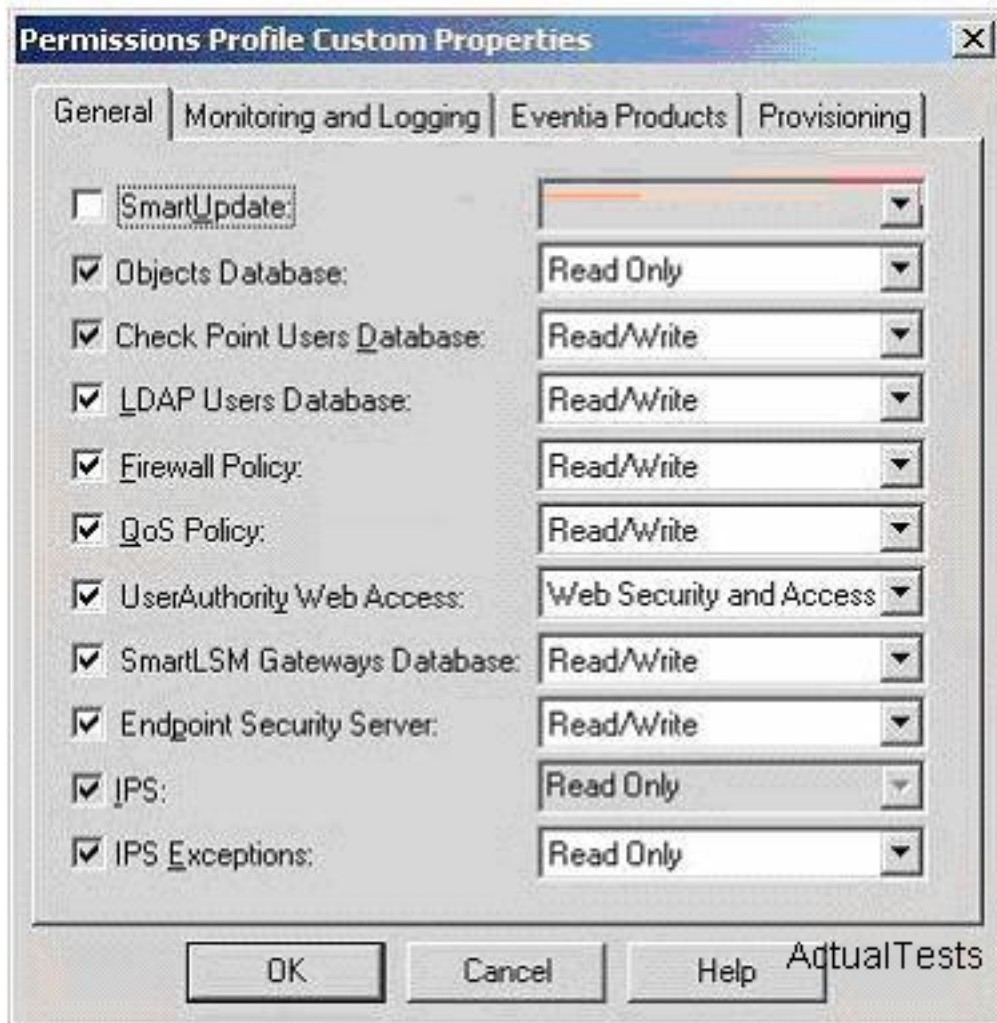 Permissions Profile Custom Properties
General Monitoring and Logging Eventia Products Provisioning
SmartUpdate:
Objects Database: Read Only
Check Point Users Database: Read/Write
LDAP Users Database: Read/Write
Firewall Policy: Read/Write
QoS Policy: Read/Write
UserAuthority Web Access: Web Security and Access
SmartLSM Gateways Database: Read/Write
Endpoint Security Server: Read/Write
IPS: Read Only
IPS Exceptions: Read Only
OK Cancel Help ActualTests